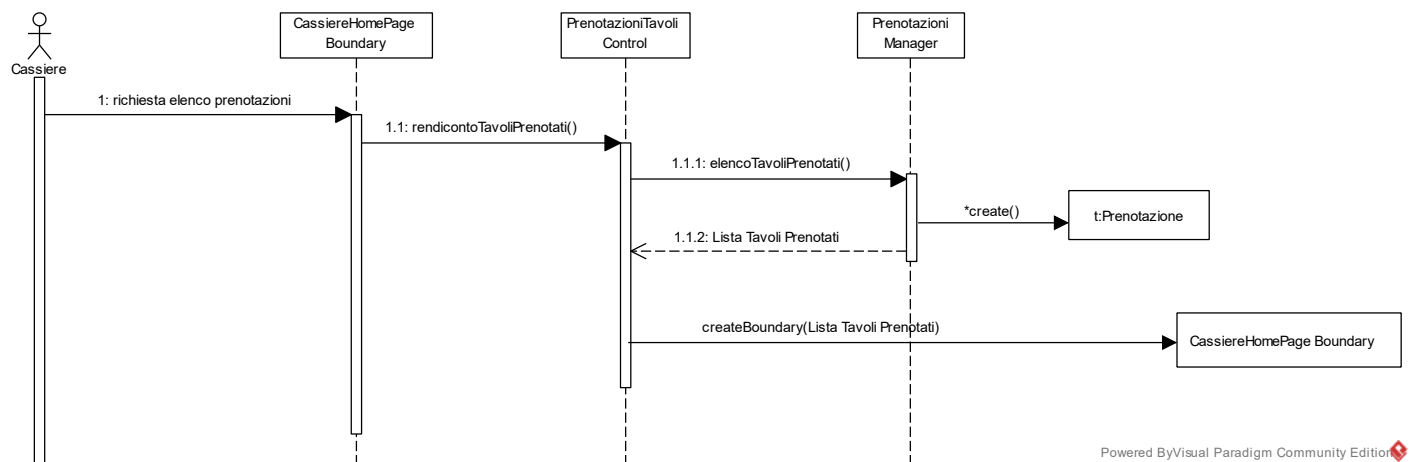 CassiereHomePage
Boundary
PrenotazioniTavoli
Control
Prenotazioni
Manager
Cassiere
1: richiesta elenco prenotazioni
1.1: rendicontoTavoliPrenotati()
1.1.1: elencoTavoliPrenotati()
*create()
t:Prenotazione
1.1.2: Lista Tavoli Prenotati
createBoundary(Lista Tavoli Prenotati)
CassiereHomePage Boundary
Powered ByVisual Paradigm Community Edition